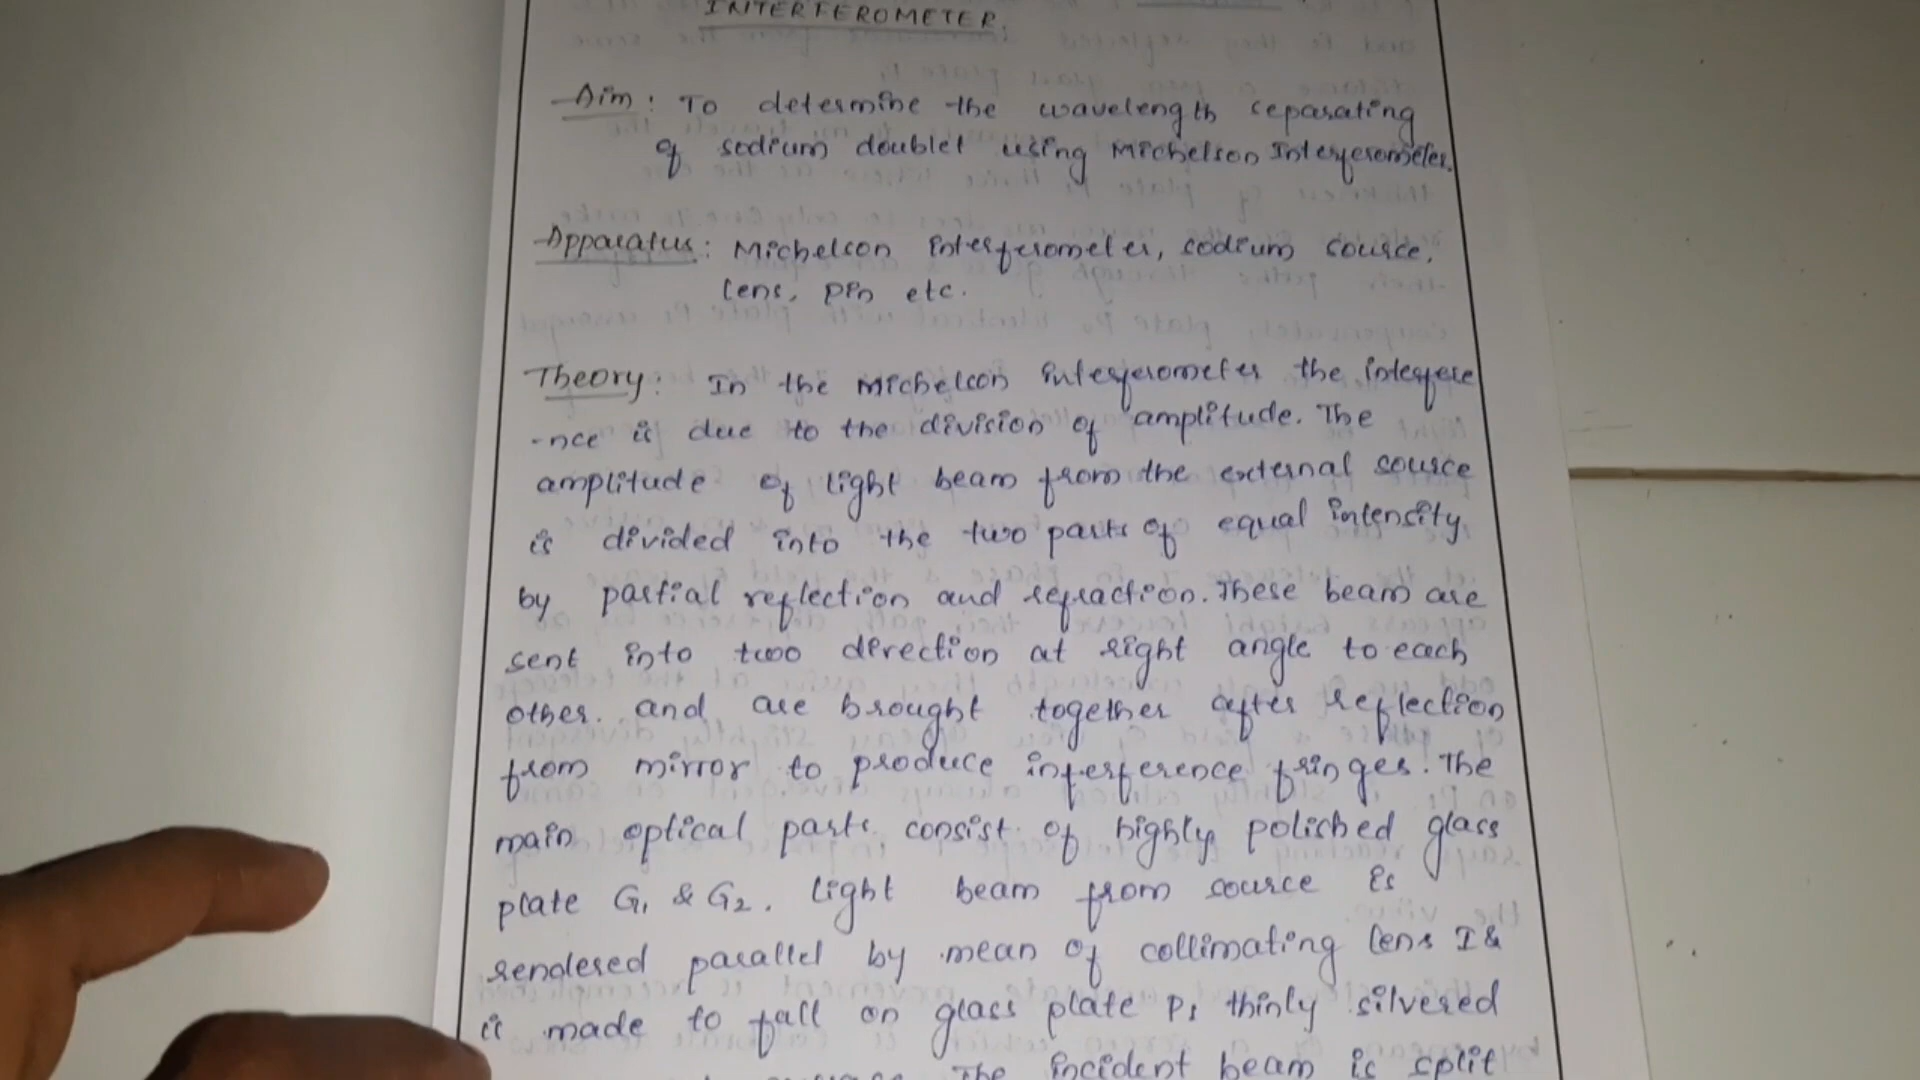 INTERFEROMETER.
Aim: To determine the wavelength separating
of sodium doublet using Michelson Interferometer.
Apparatus: Michelson interferometer, sodium source,
lens, pin etc.
Theory: In the Michelson interferometer the interfere
-nce is due to the division of amplitude. The
amplitude of light beam from the external source
is divided into the two parts of equal intensity
by partial reflection and refraction. These beam are
sent into two direction at right angle to each
other. and are brought together after reflection
from mirror to produce interference fringes. The
main optical parts consist of highly polished glass
plate G1 & G2. Light beam from source is
rendered parallel by mean of collimating lens I &
is made to fall on glass plate P1 thinly silvered
The incident beam is split